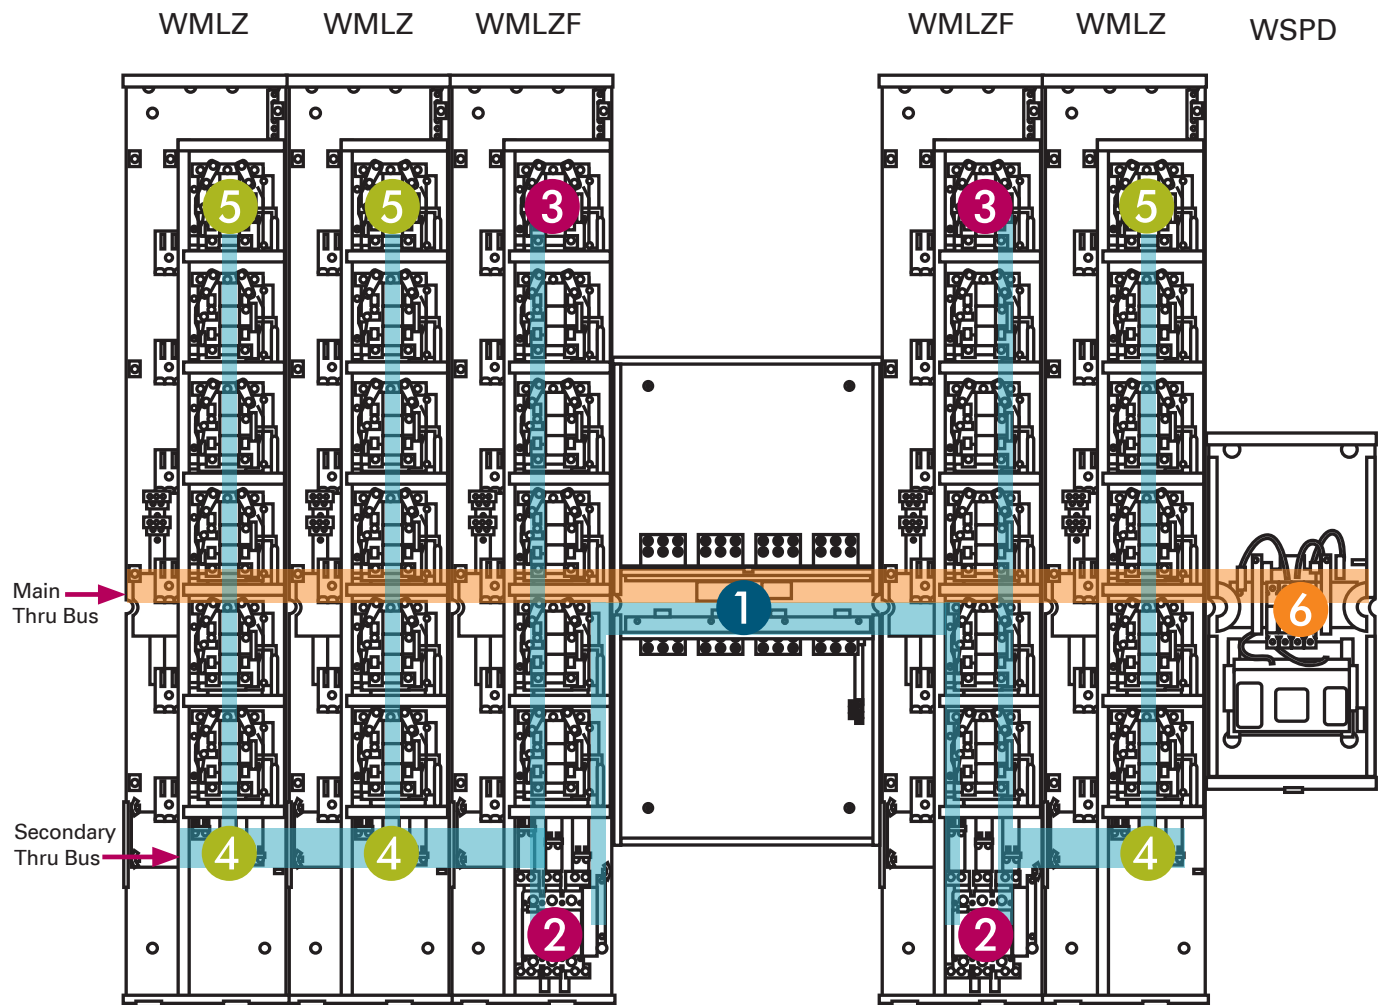 WMLZ WMLZ WMLZF WMLZF WMLZ WSPD
5 5 3 3 5
Main
Thru Bus
1 6
Secondary
Thru Bus
4 4 4
2 2